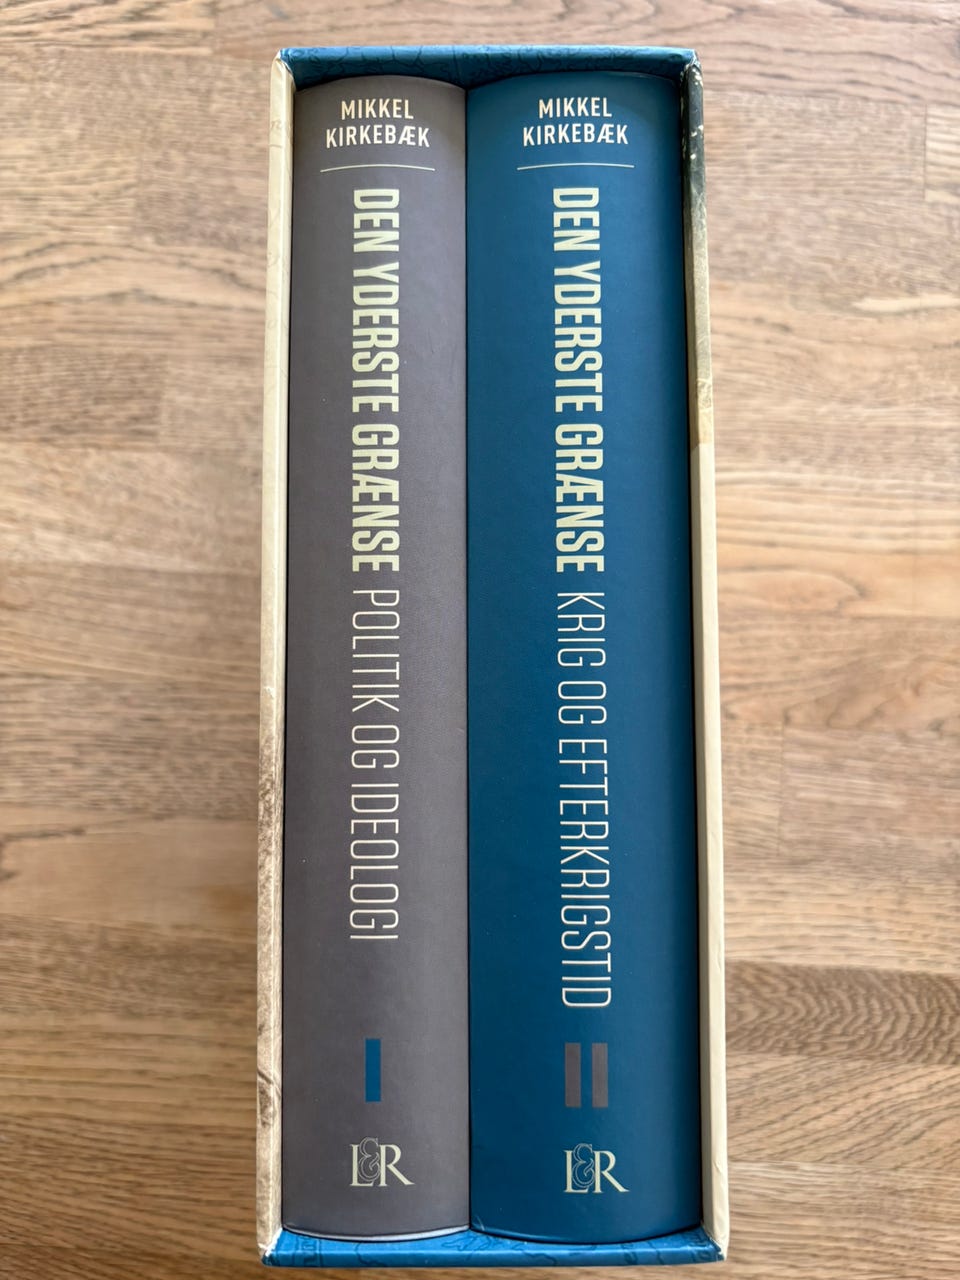 MIKKEL
KIRKEBÆK
DEN YDERSTE GRÆNSE POLITIK OG IDEOLOGI
I
L&R
MIKKEL
KIRKEBÆK
DEN YDERSTE GRÆNSE KRIG OG EFTERKRIGSTID
II
L&R